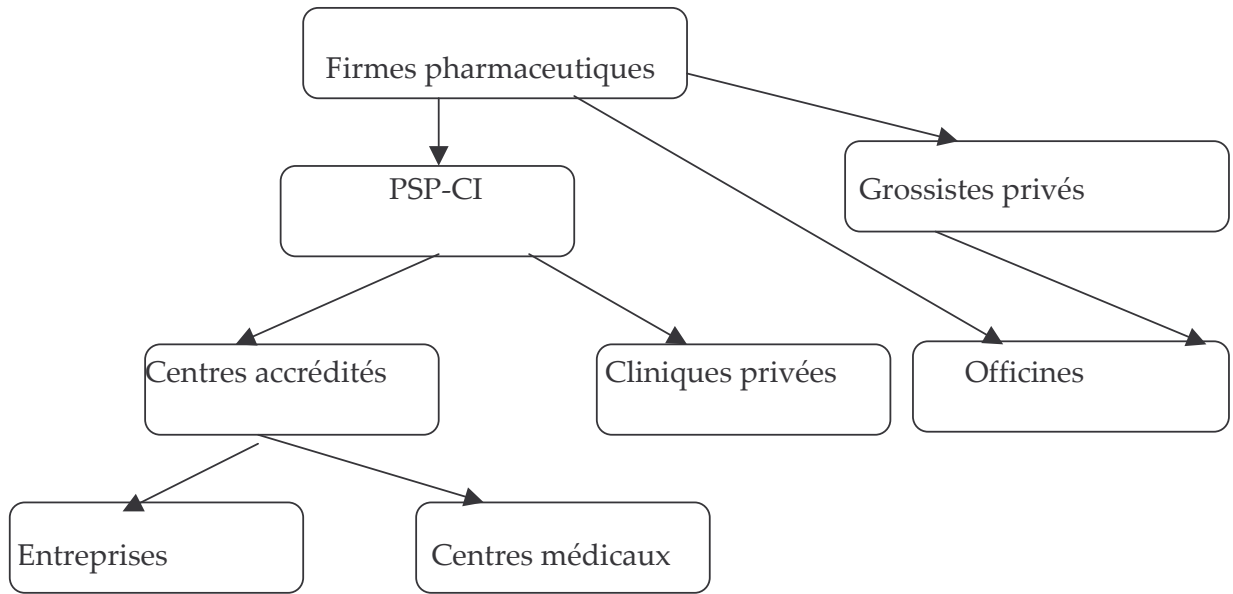 Firmes pharmaceutiques
PSP-CI
Grossistes privés
Centres accrédités
Cliniques privées
Officines
Entreprises
Centres médicaux